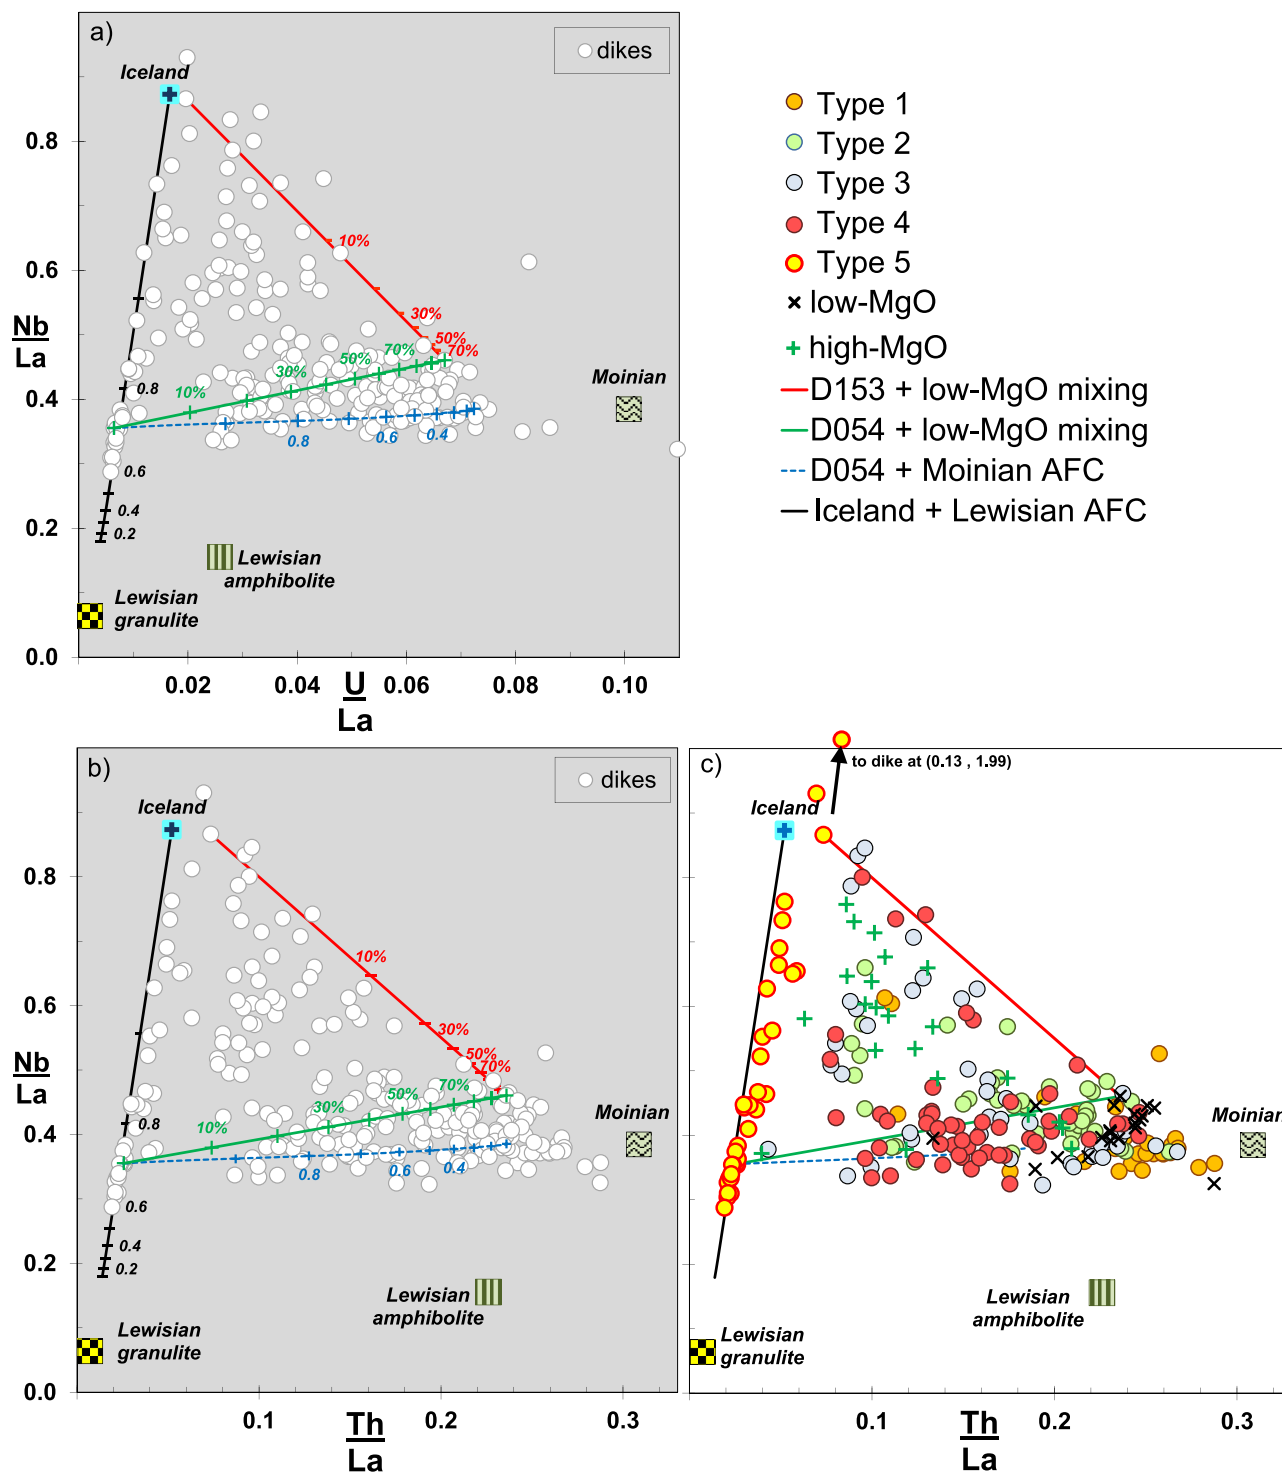 a)
dikes
Iceland
0.8
0.6
Nb
La
0.4
0.2
0.0
10%
30%
50%
70%
10%
30%
50%
70%
0.8
0.6
0.4
0.8
0.6
0.4
0.2
Moinian
Lewisian
amphibolite
Lewisian
granulite
0.02
0.04
0.06
0.08
0.10
U
La
Type 1
Type 2
Type 3
Type 4
Type 5
low-MgO
high-MgO
D153 + low-MgO mixing
D054 + low-MgO mixing
D054 + Moinian AFC
Iceland + Lewisian AFC
b)
dikes
Iceland
0.8
0.6
Nb
La
0.4
0.2
0.0
10%
30%
50%
70%
10%
30%
50%
70%
0.8
0.6
0.4
0.8
0.6
0.4
0.2
Moinian
Lewisian
amphibolite
Lewisian
granulite
0.1
0.2
0.3
Th
La
c)
to dike at (0.13 , 1.99)
Iceland
Moinian
Lewisian
amphibolite
Lewisian
granulite
0.1
0.2
0.3
Th
La